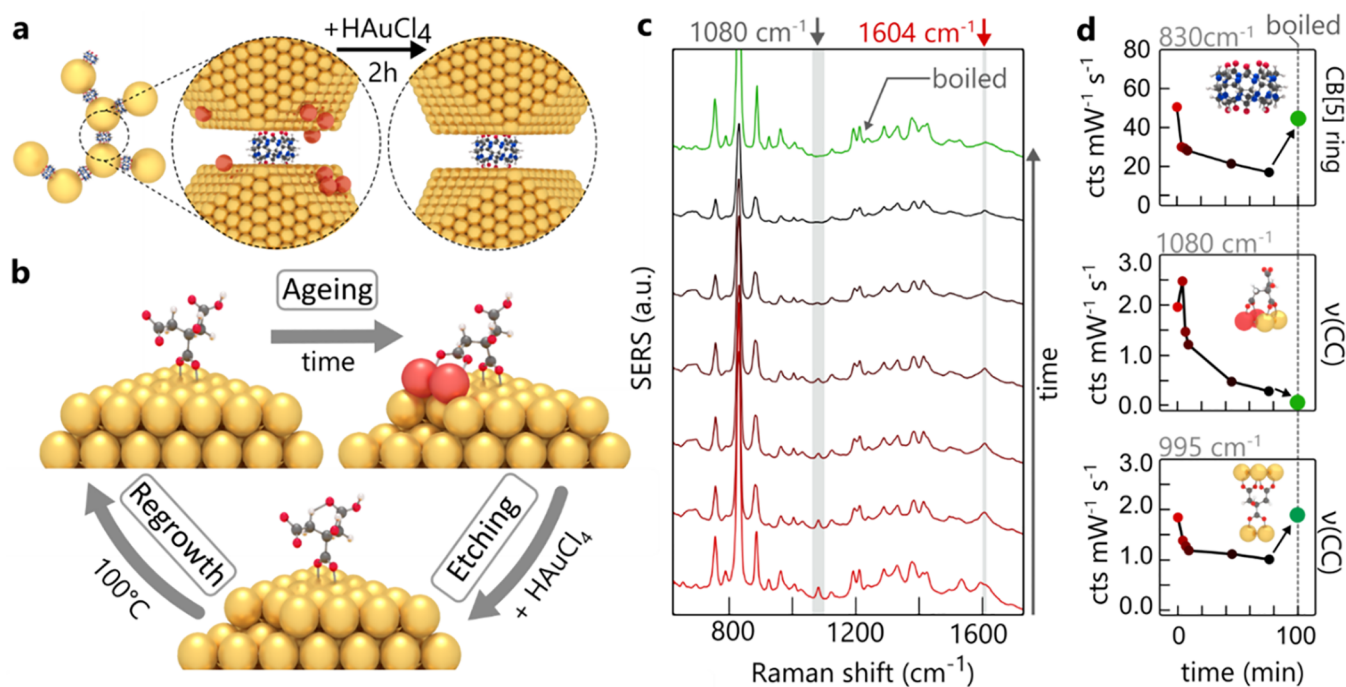 a
+HAuCl4
2h
b
Ageing
time
Regrowth
100°C
Etching
+ HAuCl4
c
1080 cm-1
1604 cm-1
boiled
SERS (a.u.)
time
800
1200
1600
Raman shift (cm-1)
d
boiled
830cm-1
80
60
40
20
0
cts mW-1 s-1
CB[5] ring
1080 cm-1
3.0
2.0
1.0
0.0
cts mW-1 s-1
ν(CC)
995 cm-1
3.0
2.0
1.0
0.0
cts mW-1 s-1
ν(CC)
0
100
time (min)